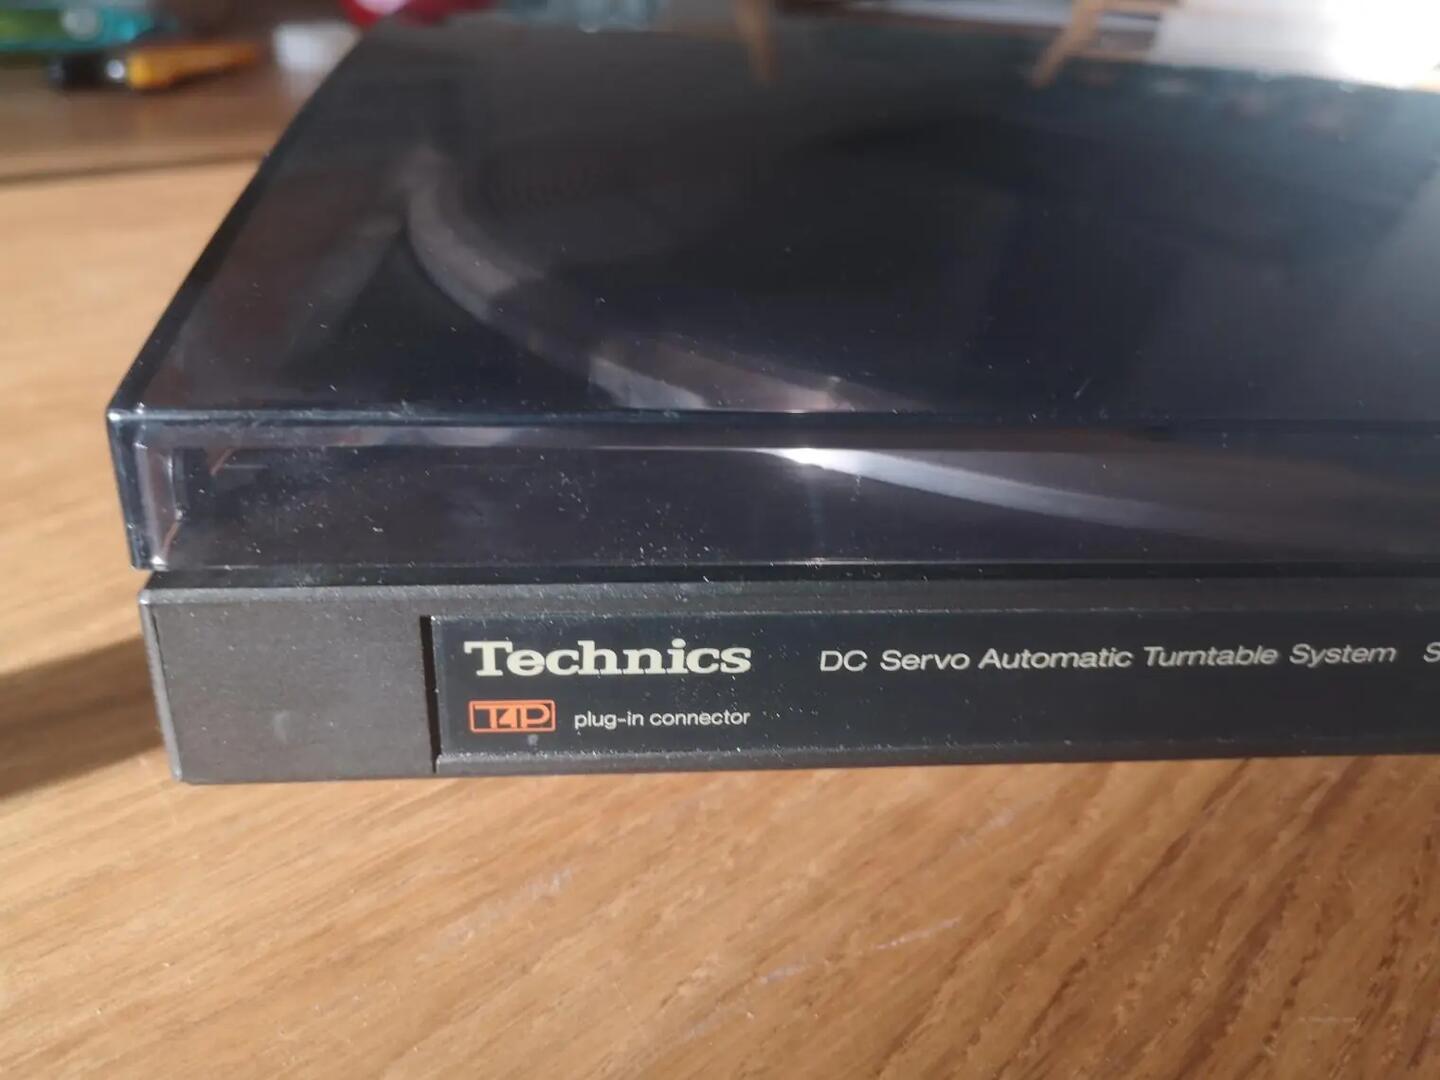 Technics DC Servo Automatic Turntable System S
T4P plug-in connector